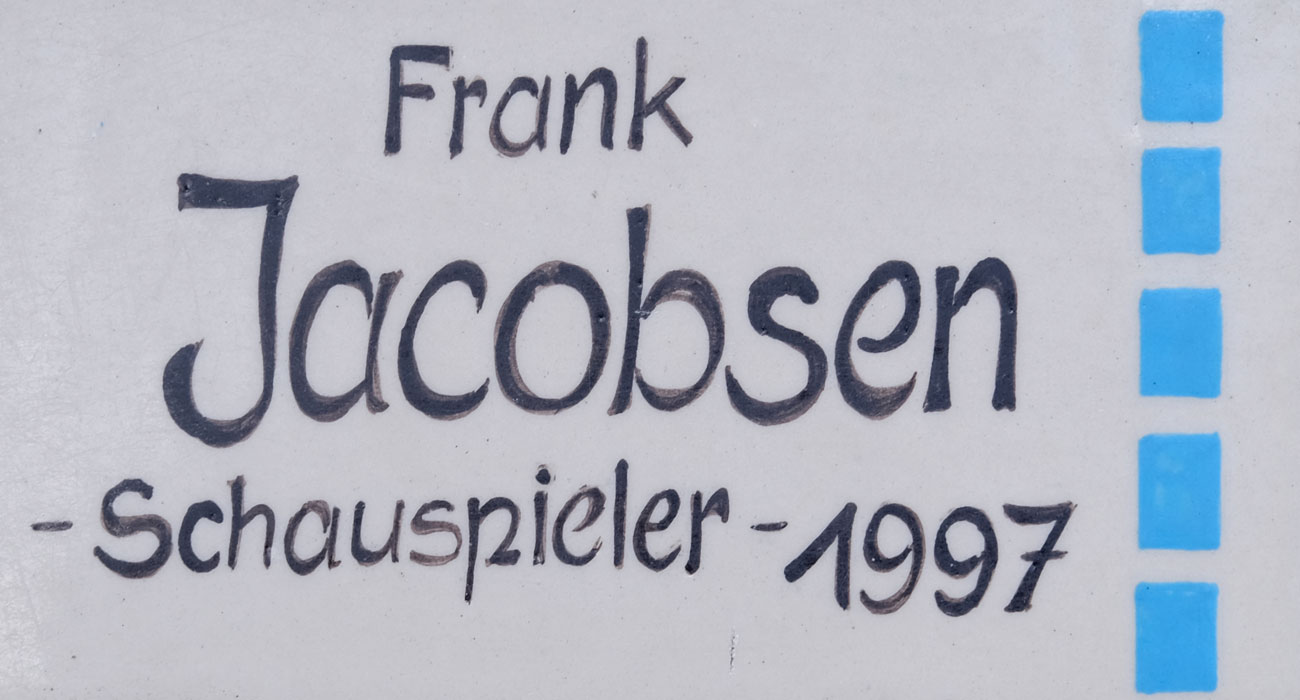 Frank
Jacobsen
- Schauspieler - 1997